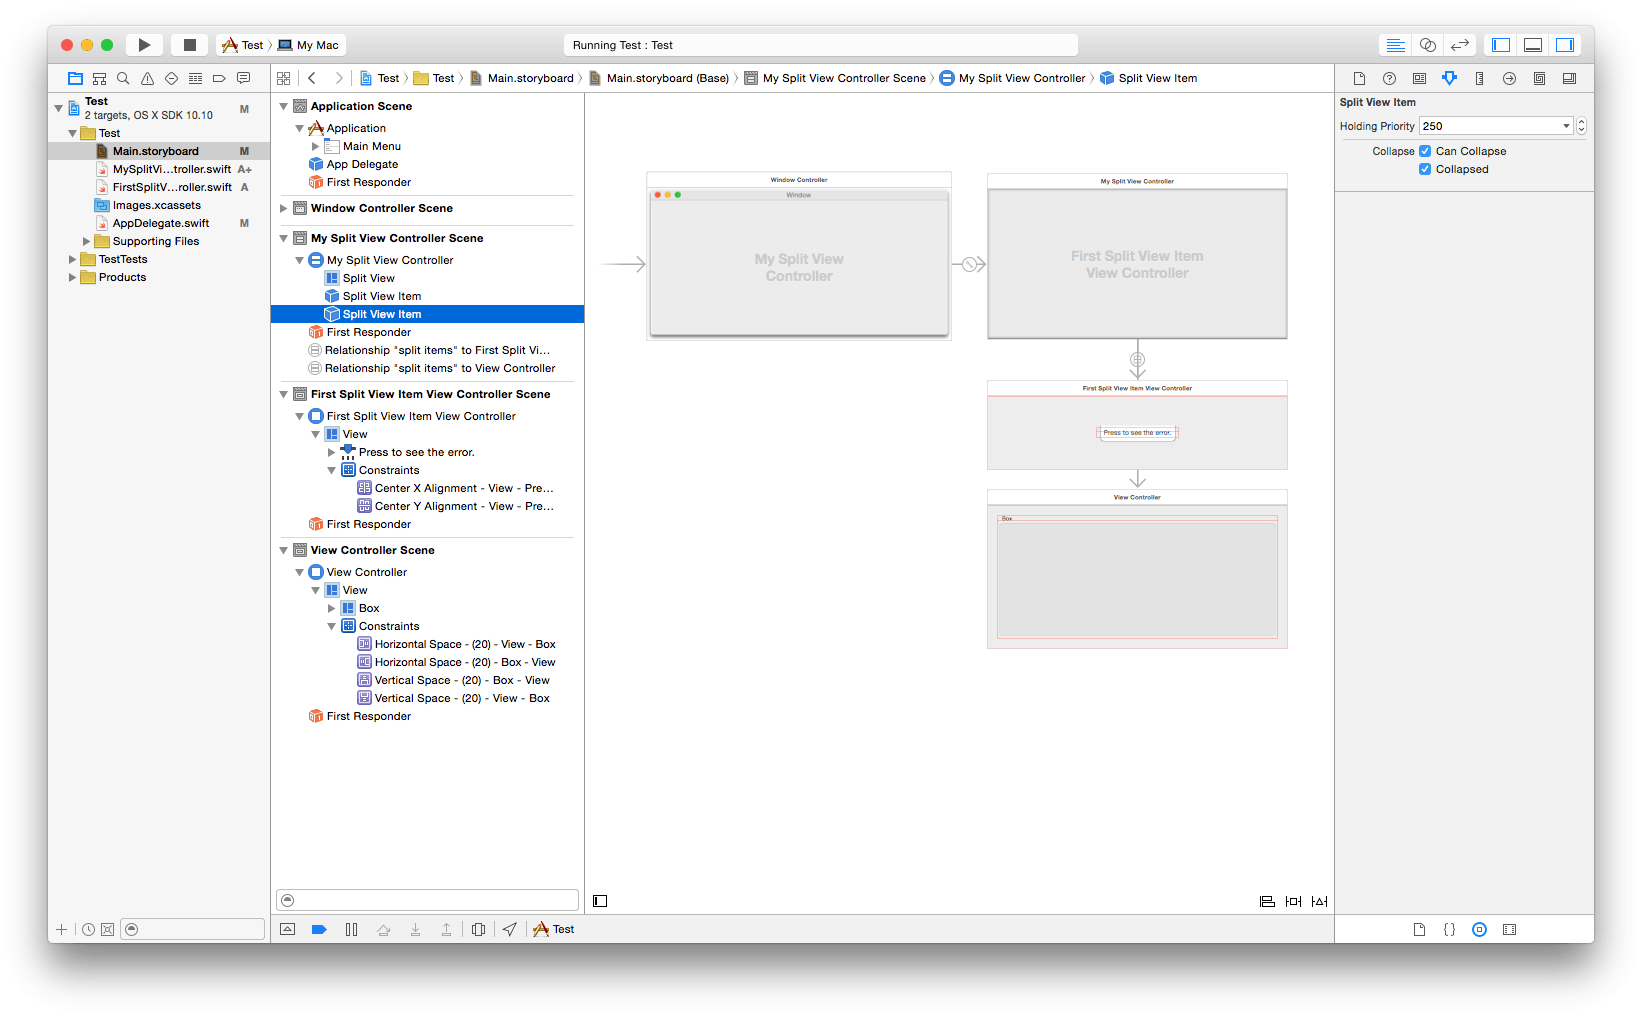 Test
My Mac
Running Test : Test
Test
Test
Main.storyboard
Main.storyboard (Base)
My Split View Controller Scene
My Split View Controller
Split View Item
Test
2 targets, OS X SDK 10.10
M
Test
Main.storyboard
M
MySplitVi...troller.swift
A+
FirstSplitV...roller.swift
A
Images.xcassets
AppDelegate.swift
M
Supporting Files
TestTests
Products
Application Scene
Application
Main Menu
App Delegate
First Responder
Window Controller Scene
My Split View Controller Scene
My Split View Controller
Split View
Split View Item
Split View Item
First Responder
Relationship "split items" to First Split Vi...
Relationship "split items" to View Controller
First Split View Item View Controller Scene
First Split View Item View Controller
View
Press to see the error.
Constraints
Center X Alignment - View - Pre...
Center Y Alignment - View - Pre...
First Responder
View Controller Scene
View Controller
View
Box
Constraints
Horizontal Space - (20) - View - Box
Horizontal Space - (20) - Box - View
Vertical Space - (20) - Box - View
Vertical Space - (20) - View - Box
First Responder
Window Controller
Window
My Split View
Controller
My Split View Controller
First Split View Item
View Controller
First Split View Item View Controller
Press to see the error.
View Controller
Box
Split View Item
Holding Priority
250
Collapse
Can Collapse
Collapsed
Test